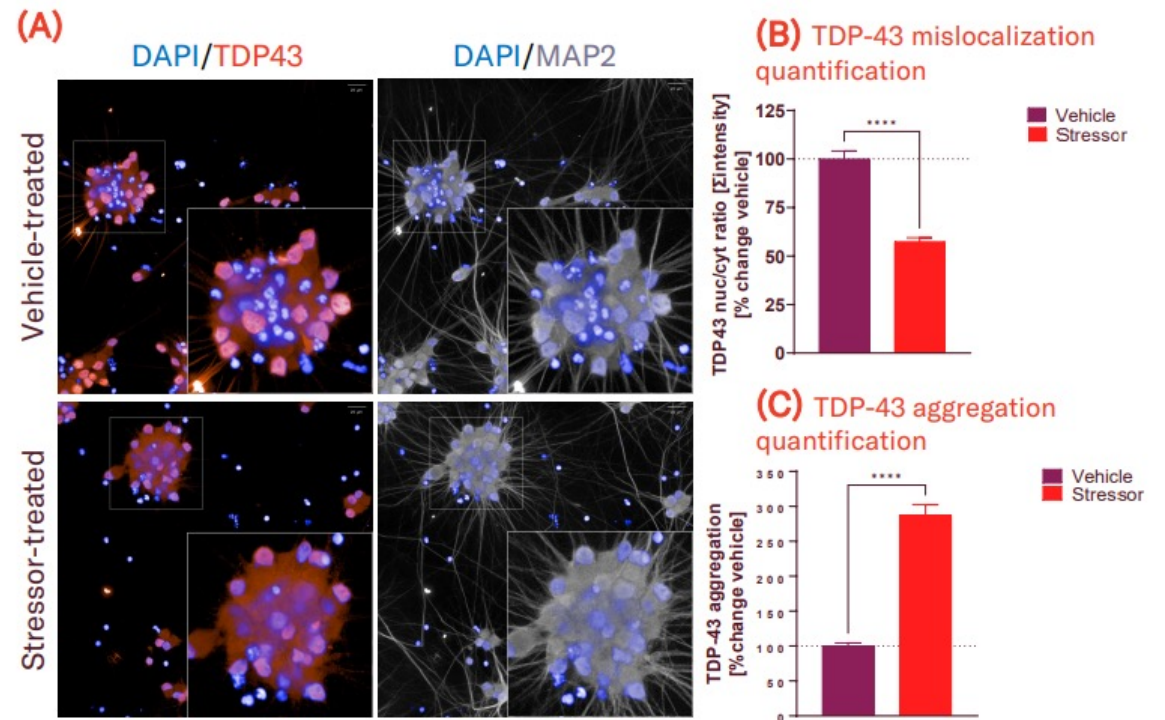 (A)
DAPI/TDP43
DAPI/MAP2
Vehicle-treated
Stressor-treated
(B) TDP-43 mislocalization
quantification
TDP43 nuc/cyt ratio [Σintensity]
[% change vehicle]
125
100
75
50
25
0
****
Vehicle
Stressor
(C) TDP-43 aggregation
quantification
TDP-43 aggregation
[%change vehicle]
350
300
250
200
150
100
50
0
****
Vehicle
Stressor